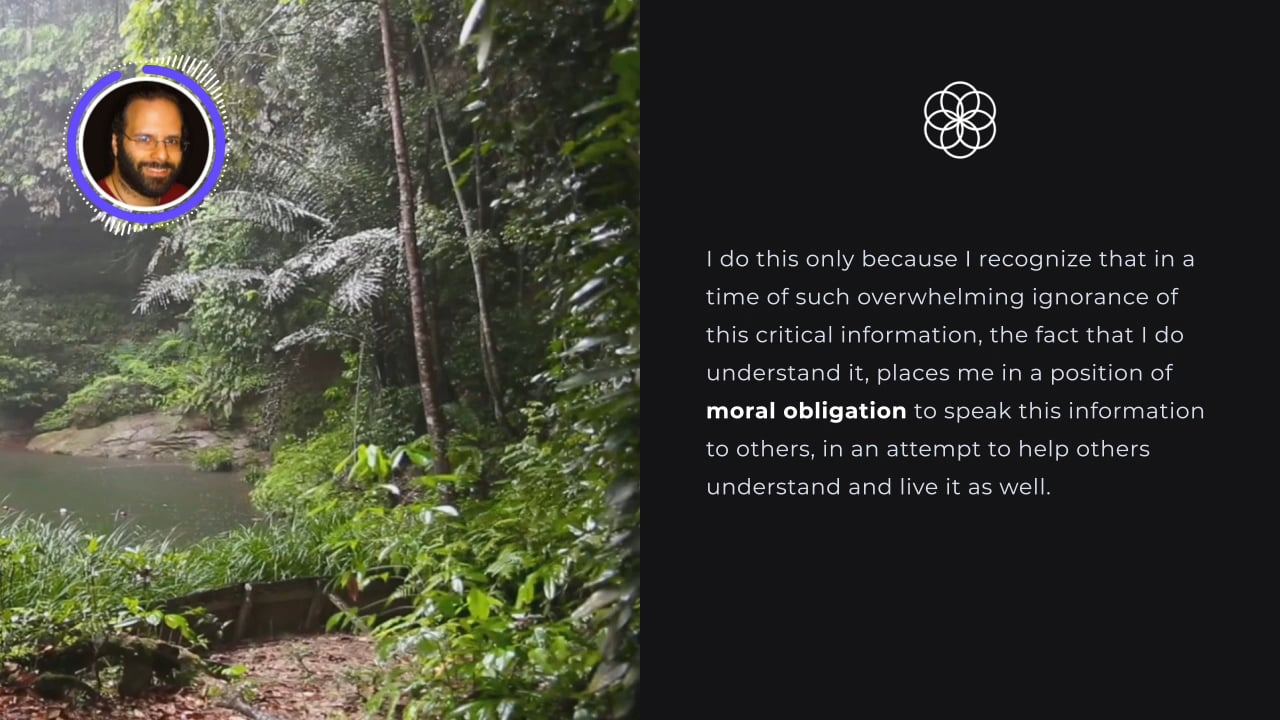 I do this only because I recognize that in a
time of such overwhelming ignorance of
this critical information, the fact that I do
understand it, places me in a position of
moral obligation to speak this information
to others, in an attempt to help others
understand and live it as well.